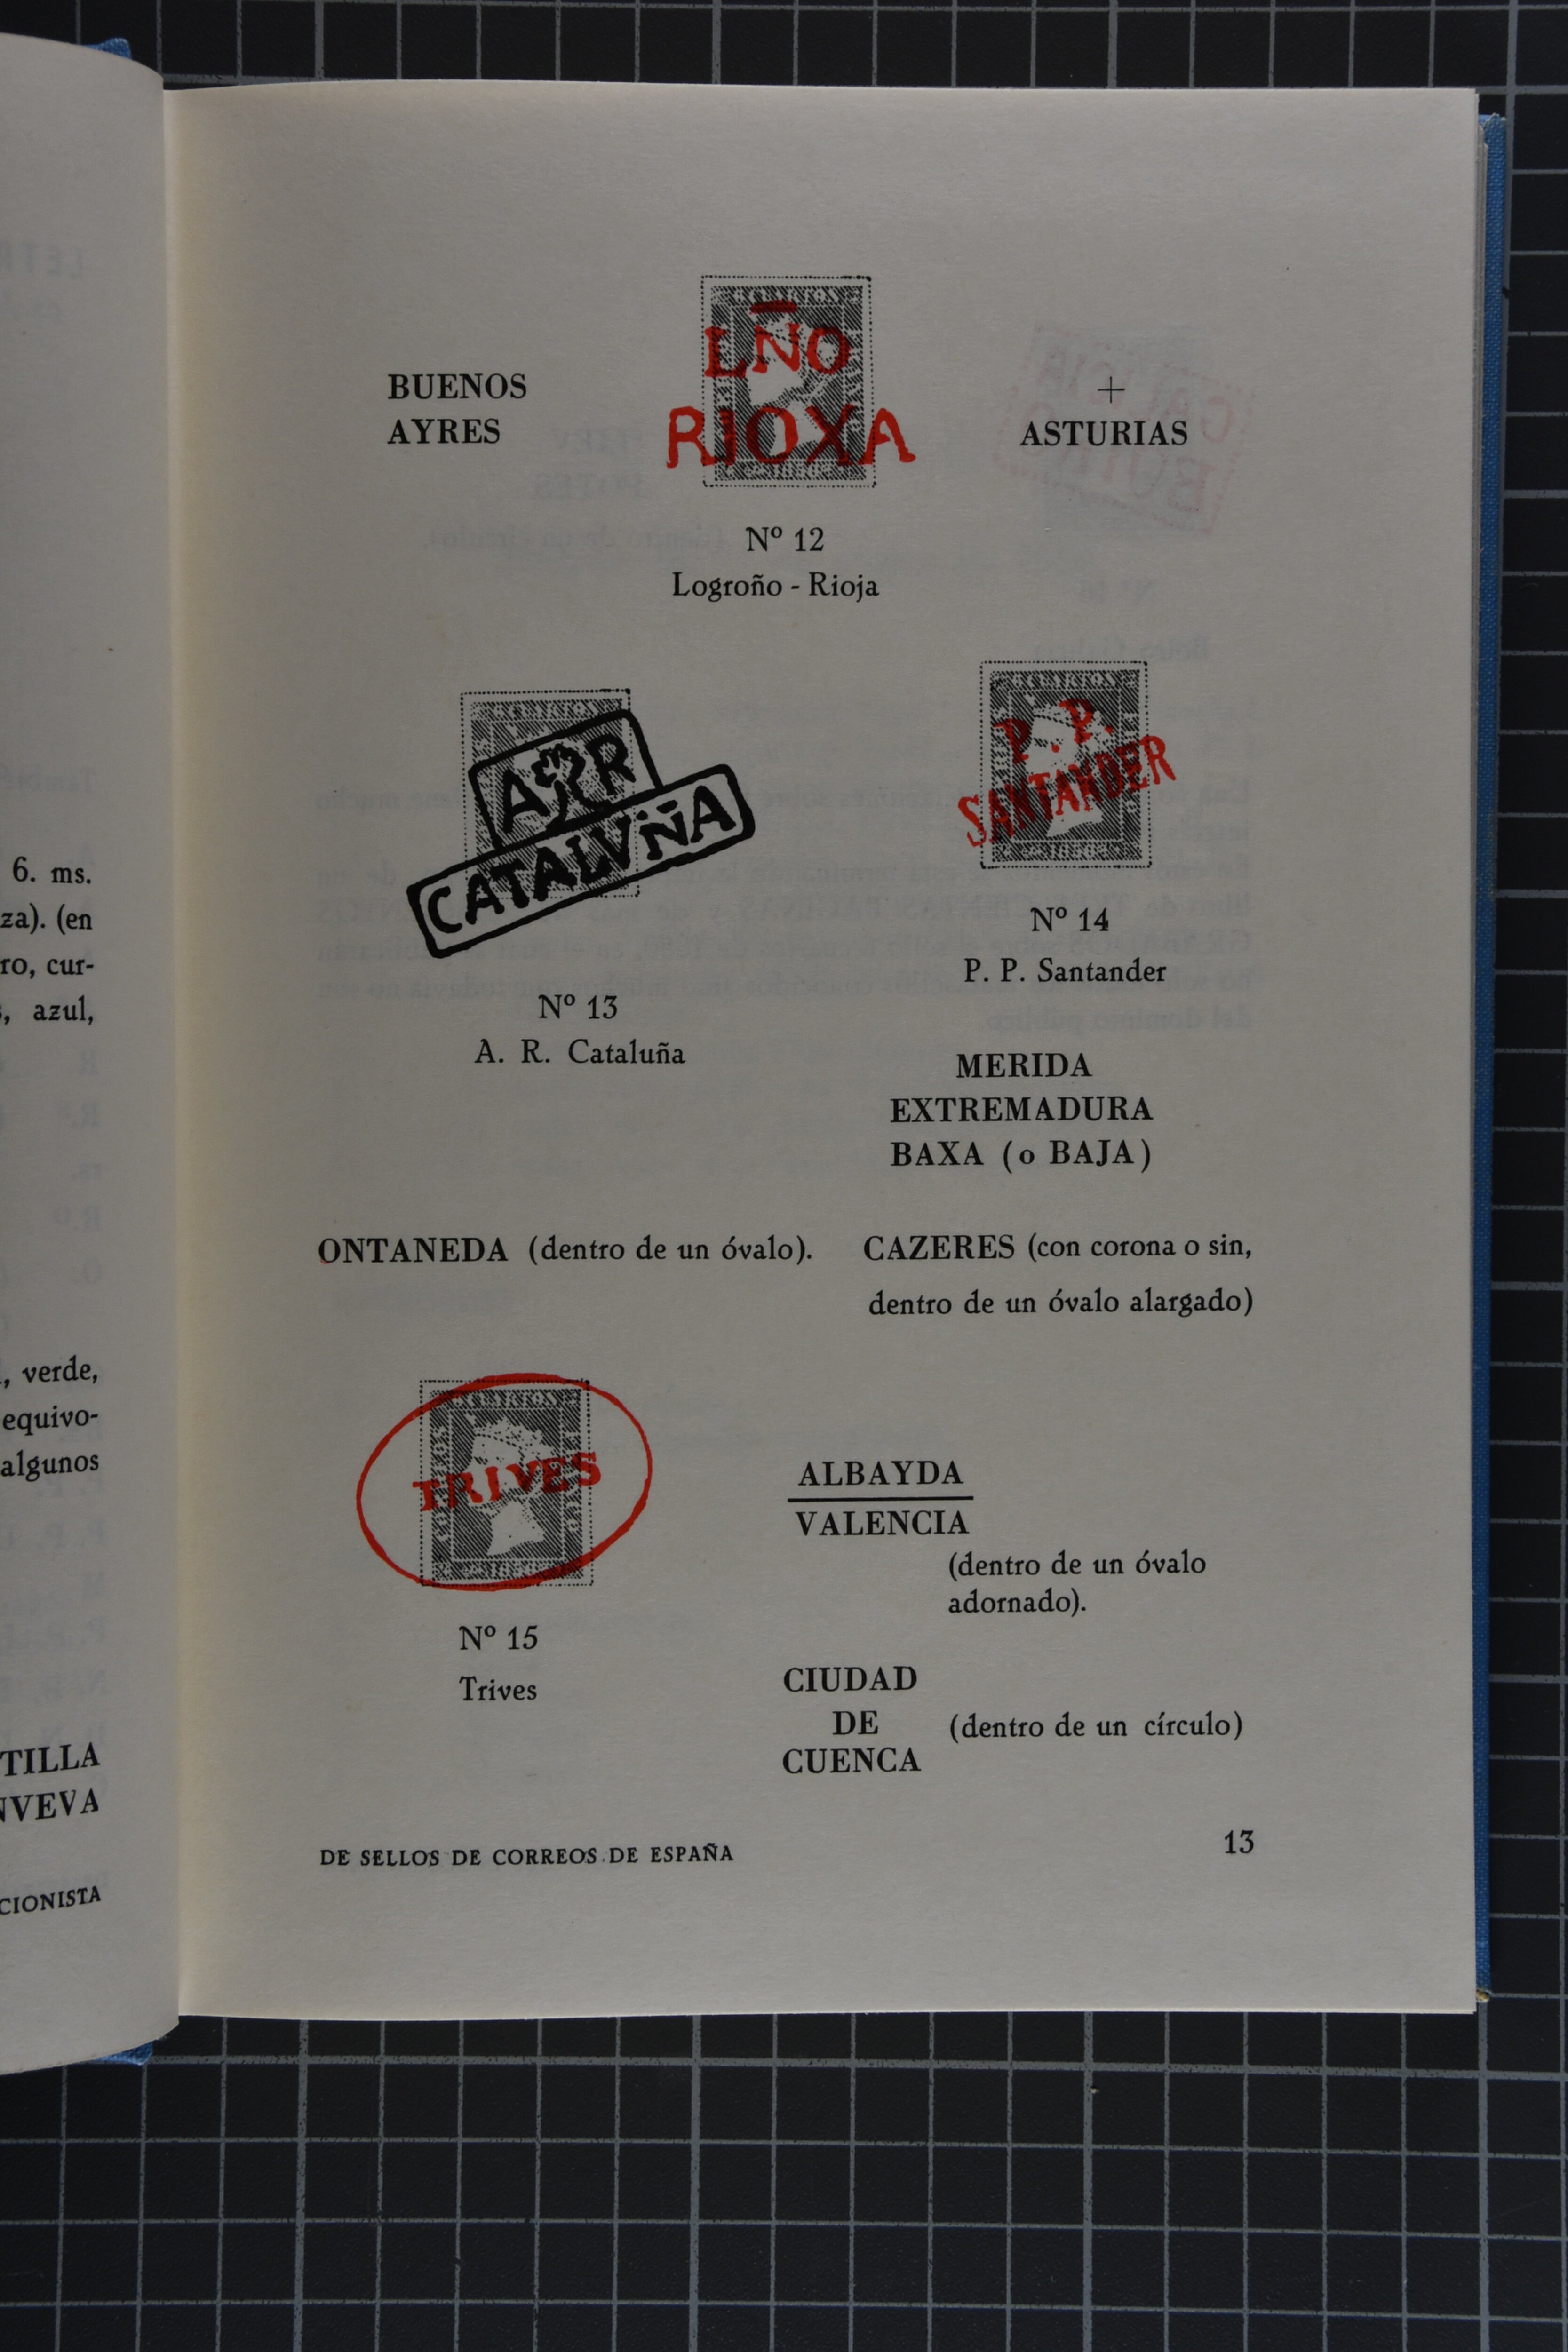 6. ms.
za). (en
ro, cur-
azul,
verde,
equivo-
algunos
TILLA
NVEVA
CIONISTA
BUENOS
AYRES
LÑO
RIOXA
+
ASTURIAS
Nº 12
Logroño - Rioja
A R
CATALVÑA
Nº 13
A. R. Cataluña
P. P.
SANTANDER
Nº 14
P. P. Santander
MERIDA
EXTREMADURA
BAXA (o BAJA)
ONTANEDA (dentro de un óvalo).
CAZERES (con corona o sin,
dentro de un óvalo alargado)
TRIVES
Nº 15
Trives
ALBAYDA
VALENCIA
(dentro de un óvalo
adornado).
CIUDAD
DE
CUENCA
(dentro de un círculo)
DE SELLOS DE CORREOS DE ESPAÑA
13